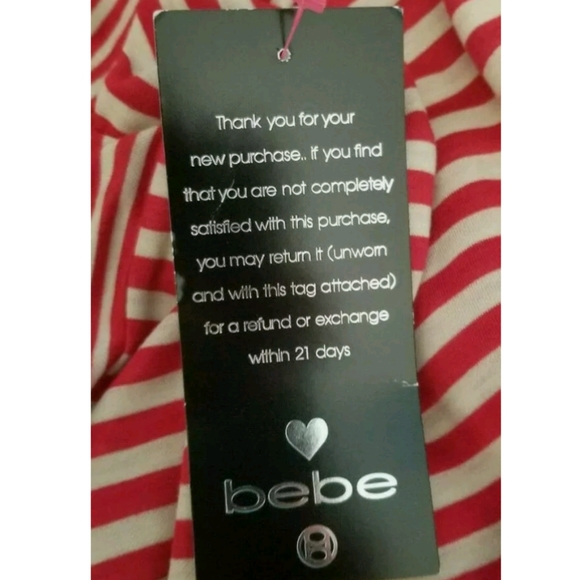 Thank you for your
new purchase.. if you find
that you are not completely
satisfied with this purchase,
you may return it (unworn
and with this tag attached)
for a refund or exchange
within 21 days
bebe